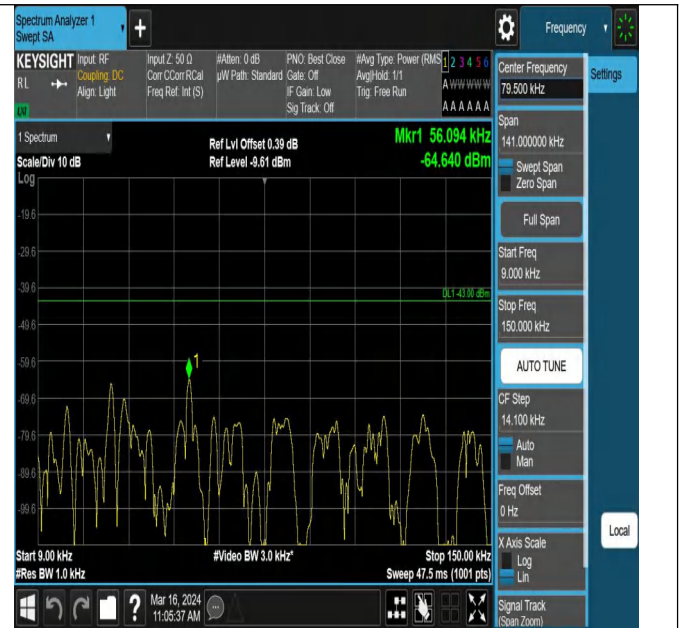 Spectrum Analyzer 1
Swept SA
+
Frequency
KEYSIGHT
RL
Input: RF
Coupling: DC
Align: Light
Input Z: 50 Ω
Corr CCorr RCal
Freq Ref: Int (S)
#Atten: 0 dB
µW Path: Standard
PNO: Best Close
Gate: Off
IF Gain: Low
Sig Track: Off
#Avg Type: Power (RMS
Avg|Hold: 1/1
Trig: Free Run
1 2 3 4 5 6
A W W W W W
A A A A A A
1 Spectrum
Scale/Div 10 dB
Log
Ref Lvl Offset 0.39 dB
Ref Level -9.61 dBm
Mkr1 56.094 kHz
-64.640 dBm
-19.6
-29.6
-39.6
DL1 -43.00 dBm
-49.6
-59.6
1
-69.6
-79.6
-89.6
-99.6
Start 9.00 kHz
#Res BW 1.0 kHz
#Video BW 3.0 kHz*
Stop 150.00 kHz
Sweep 47.5 ms (1001 pts)
Mar 16, 2024
11:05:37 AM
?
Center Frequency
79.500 kHz
Settings
Span
141.000000 kHz
Swept Span
Zero Span
Full Span
Start Freq
9.000 kHz
Stop Freq
150.000 kHz
AUTO TUNE
CF Step
14.100 kHz
Auto
Man
Freq Offset
0 Hz
X Axis Scale
Log
Lin
Local
Signal Track
(Span Zoom)